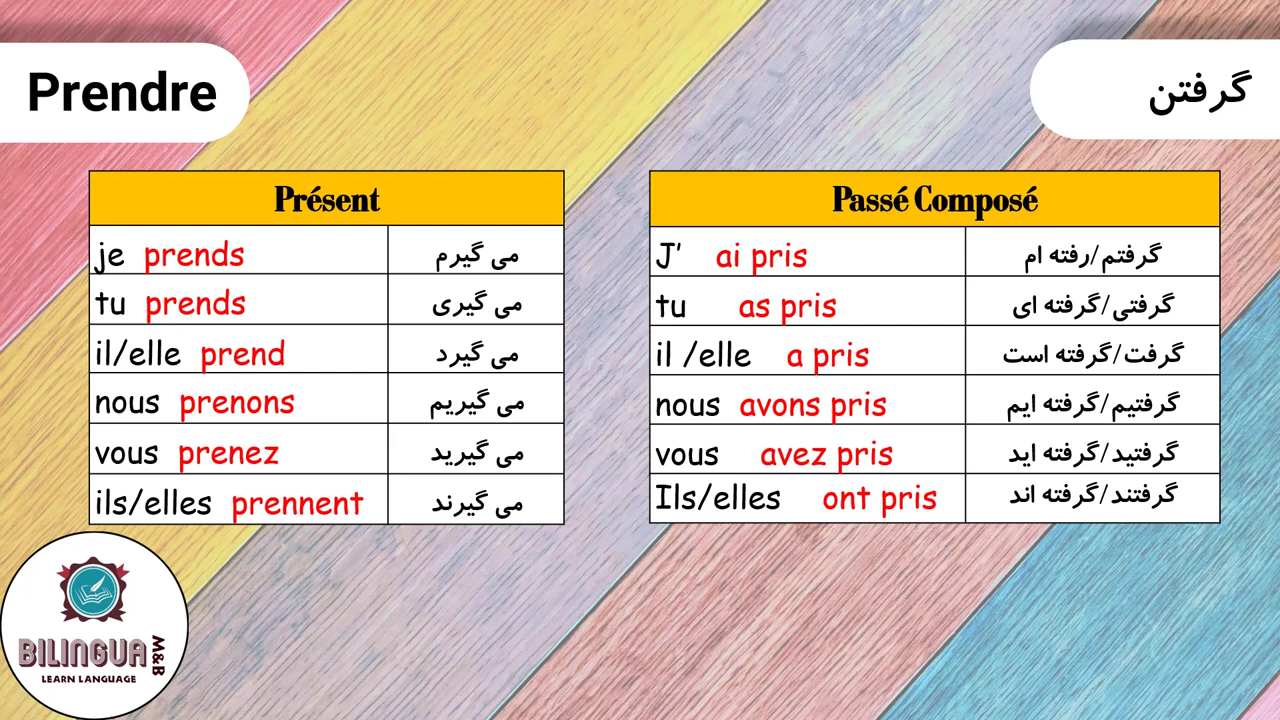 Prendre
گرفتن
Présent
je prends می گیرم
tu prends می گیری
il/elle prend می گیرد
nous prenons می گیریم
vous prenez می گیرید
ils/elles prennent می گیرند
Passé Composé
J' ai pris گرفتم/رفته ام
tu as pris گرفتی/گرفته ای
il /elle a pris گرفت/گرفته است
nous avons pris گرفتیم/گرفته ایم
vous avez pris گرفتید/گرفته اید
Ils/elles ont pris گرفتند/گرفته اند
BILINGUA M&B
LEARN LANGUAGE